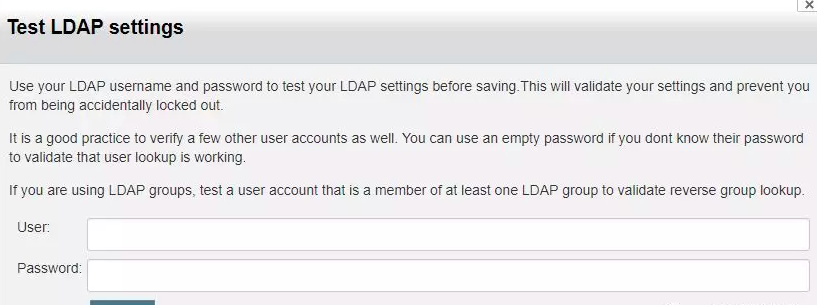 Test LDAP settings
Use your LDAP username and password to test your LDAP settings before saving.This will validate your settings and prevent you
from being accidentally locked out.
It is a good practice to verify a few other user accounts as well. You can use an empty password if you dont know their password
to validate that user lookup is working.
If you are using LDAP groups, test a user account that is a member of at least one LDAP group to validate reverse group lookup.
User:
Password: